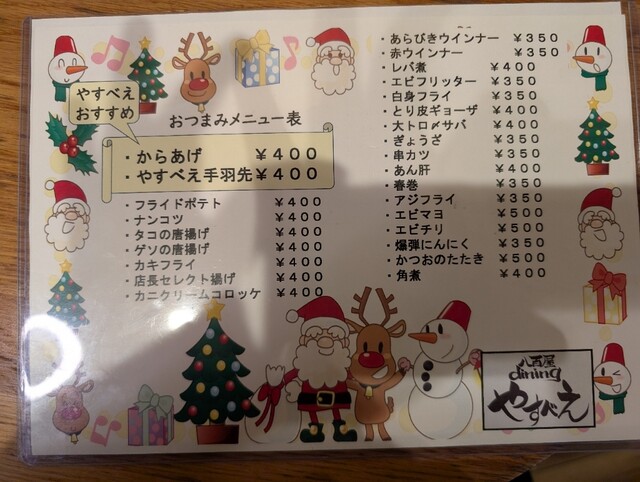 やすべえ
おすすめ
おつまみメニュー表
・からあげ ￥４００
・やすべえ手羽先￥４００
・フライドポテト ￥４００
・ナンコツ ￥４００
・タコの唐揚げ ￥４００
・ゲソの唐揚げ ￥４００
・カキフライ ￥４００
・店長セレクト揚げ ￥４００
・カニクリームコロッケ ￥４００
・あらびきウインナー ￥３５０
・赤ウインナー ￥３５０
・レバ煮 ￥４００
・エビフリッター ￥３５０
・白身フライ ￥３５０
・とり皮ギョーザ ￥４００
・大トロ〆サバ ￥４００
・ぎょうざ ￥３５０
・串カツ ￥３５０
・あん肝 ￥４００
・春巻 ￥３５０
・アジフライ ￥３５０
・エビマヨ ￥５００
・エビチリ ￥５００
・爆弾にんにく ￥３５０
・かつおのたたき ￥５００
・角煮 ￥４００
八百屋
dining
やすべえ